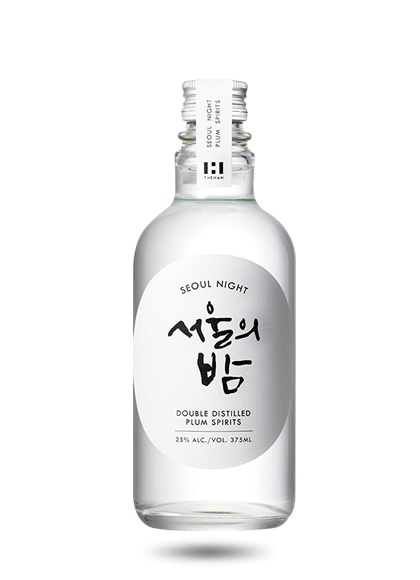 SEOUL NIGHT
PLUM SPIRITS
THEHAN
SEOUL NIGHT
서울의
밤
DOUBLE DISTILLED
PLUM SPIRITS
25% ALC./VOL. 375ML